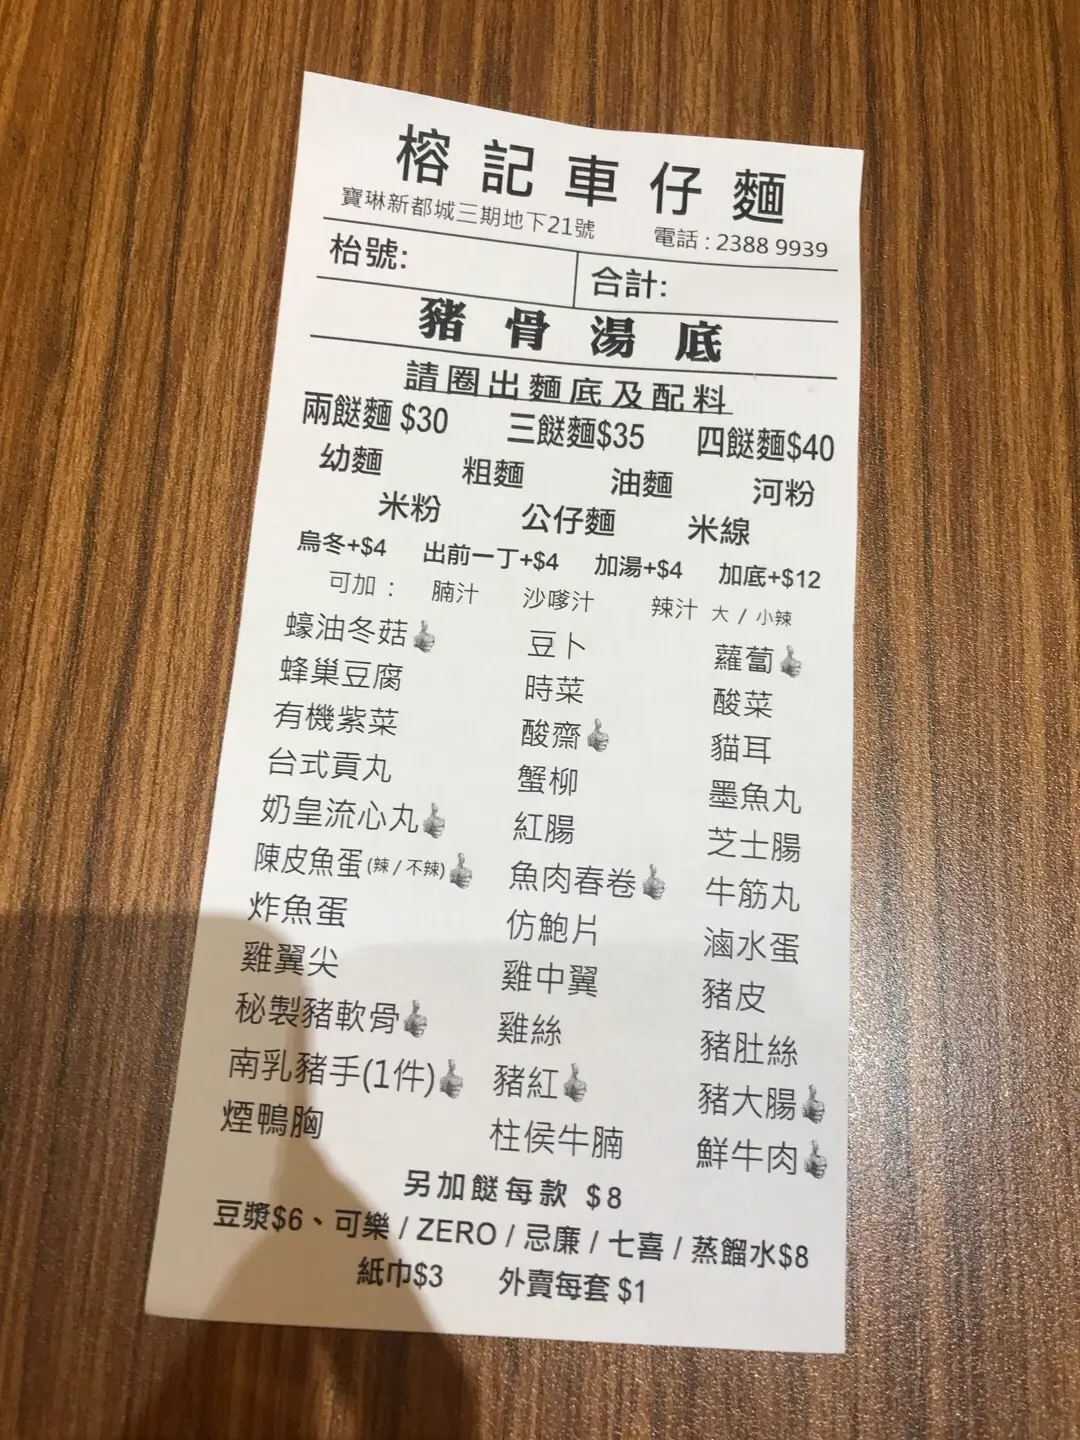 榕記車仔麵
寶琳新都城三期地下21號 電話 : 2388 9939
枱號: 合計:
豬骨湯底
請圈出麵底及配料
兩餸麵 $30 三餸麵$35 四餸麵$40
幼麵 粗麵 油麵 河粉
米粉 公仔麵 米線
烏冬+$4 出前一丁+$4 加湯+$4 加底+$12
可加 : 腩汁 沙嗲汁 辣汁 大 / 小辣
蠔油冬菇 豆卜 蘿蔔
蜂巢豆腐 時菜 酸菜
有機紫菜 酸齋 貓耳
台式貢丸 蟹柳 墨魚丸
奶皇流心丸 紅腸 芝士腸
陳皮魚蛋 (辣 / 不辣) 魚肉春卷 牛筋丸
炸魚蛋 仿鮑片 滷水蛋
雞翼尖 雞中翼 豬皮
秘製豬軟骨 雞絲 豬肚絲
南乳豬手(1件) 豬紅 豬大腸
煙鴨胸 柱侯牛腩 鮮牛肉
另加餸每款 $8
豆漿$6、可樂 / ZERO / 忌廉 / 七喜 / 蒸餾水$8
紙巾$3 外賣每套 $1